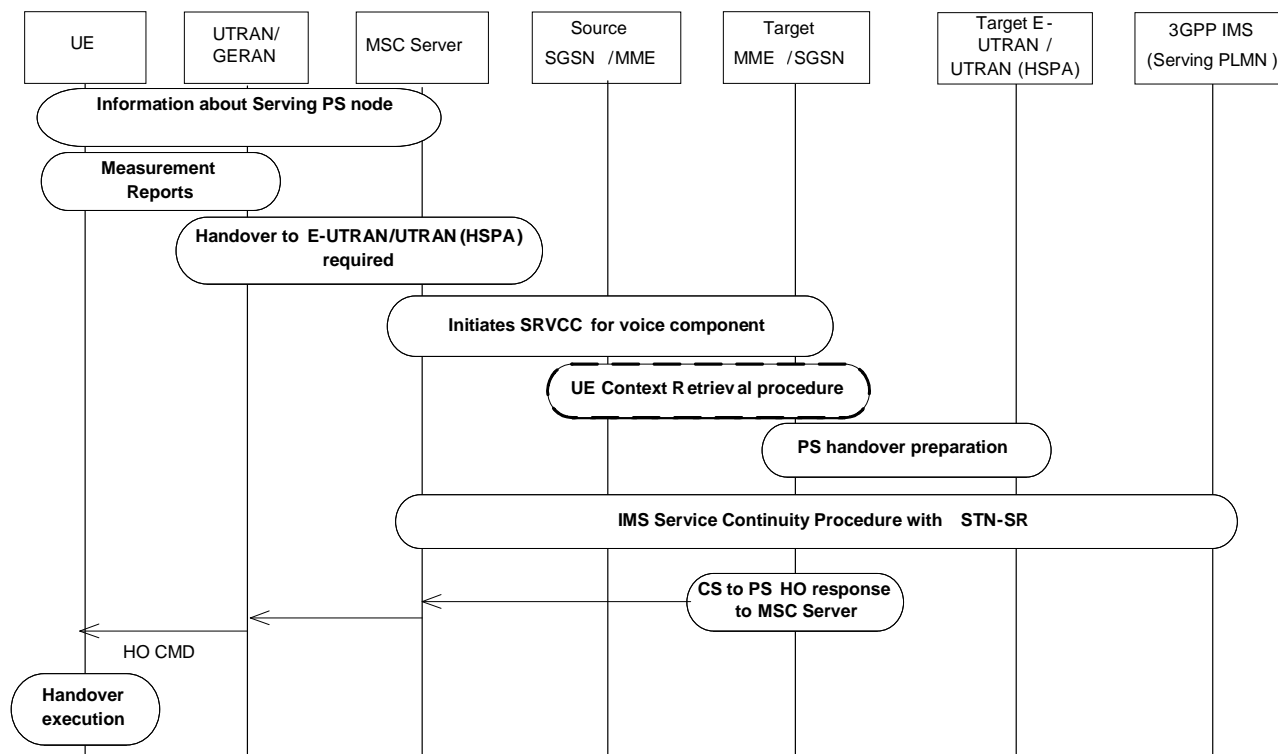 UE
UTRAN/
GERAN
MSC Server
Source
SGSN /MME
Target
MME /SGSN
Target E-
UTRAN /
UTRAN (HSPA)
3GPP IMS
(Serving PLMN )
Information about Serving PS node
Measurement
Reports
Handover to E-UTRAN/UTRAN (HSPA)
required
Initiates SRVCC for voice component
UE Context Retrieval procedure
PS handover preparation
IMS Service Continuity Procedure with STN-SR
CS to PS HO response
to MSC Server
HO CMD
Handover
execution